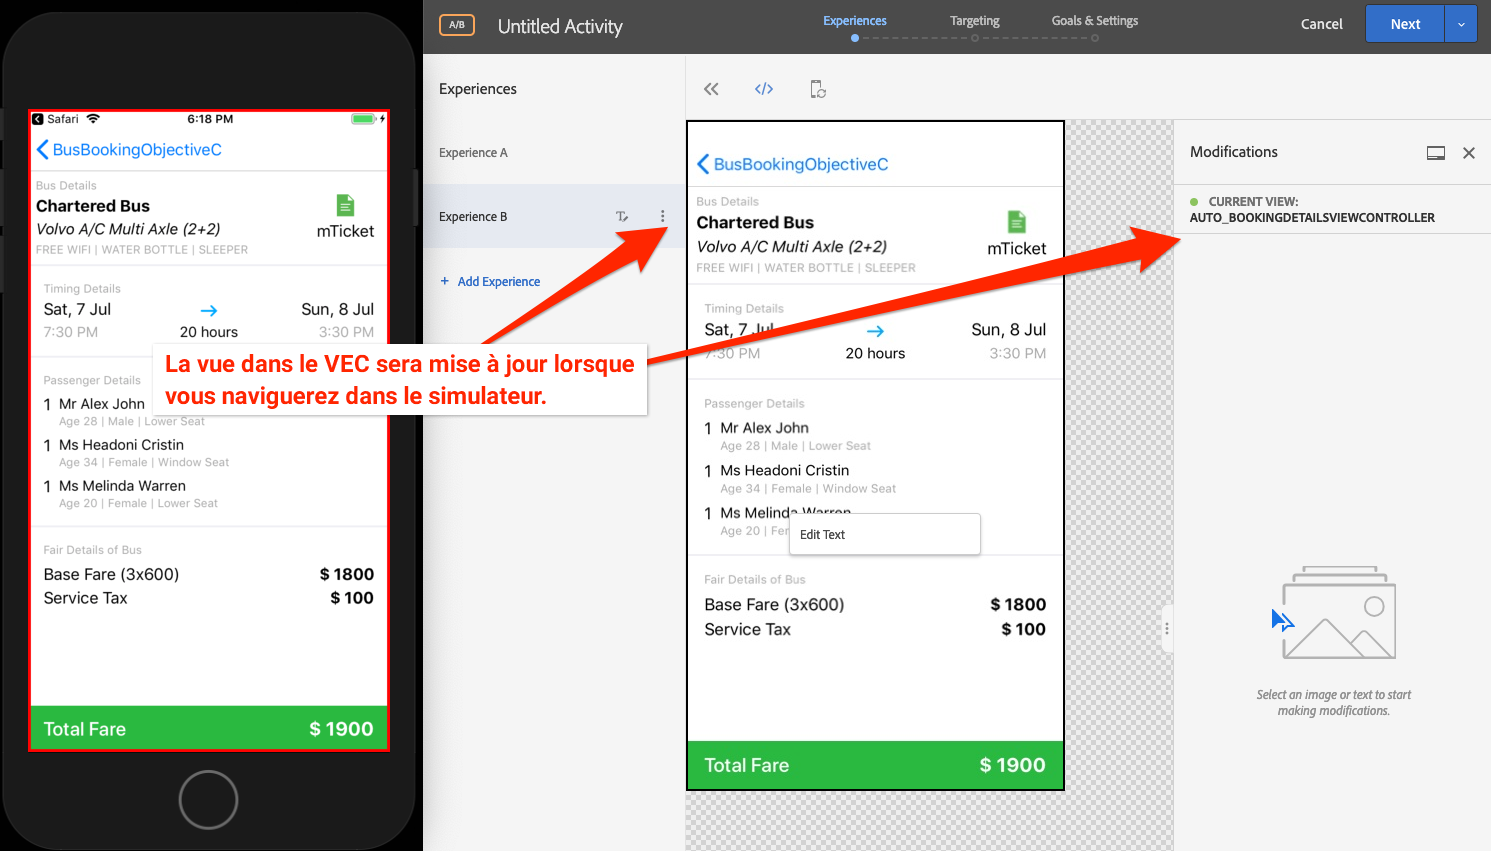 Safari
6:18 PM
BusBookingObjectiveC
Bus Details
Chartered Bus
Volvo A/C Multi Axle (2+2)
FREE WIFI | WATER BOTTLE | SLEEPER
mTicket
Timing Details
Sat, 7 Jul
Sun, 8 Jul
7:30 PM
20 hours
3:30 PM
Passenger Details
1 Mr Alex John
Age 28 | Male | Lower Seat
1 Ms Headoni Cristin
Age 34 | Female | Window Seat
1 Ms Melinda Warren
Age 20 | Female | Lower Seat
Fair Details of Bus
Base Fare (3x600) $ 1800
Service Tax $ 100
Total Fare $ 1900
A/B
Untitled Activity
Experiences
Targeting
Goals & Settings
Cancel
Next
Experiences
Experience A
Experience B
+ Add Experience
La vue dans le VEC sera mise à jour lorsque
vous naviguerez dans le simulateur.
</>
BusBookingObjectiveC
Bus Details
Chartered Bus
Volvo A/C Multi Axle (2+2)
FREE WIFI | WATER BOTTLE | SLEEPER
mTicket
Timing Details
Sat, 7 Jul
Sun, 8 Jul
7:30 PM
20 hours
3:30 PM
Passenger Details
1 Mr Alex John
Age 28 | Male | Lower Seat
1 Ms Headoni Cristin
Age 34 | Female | Window Seat
1 Ms Melinda Warren
Age 20 | Fer
Edit Text
Fair Details of Bus
Base Fare (3x600) $ 1800
Service Tax $ 100
Total Fare $ 1900
Modifications
CURRENT VIEW:
AUTO_BOOKINGDETAILSVIEWCONTROLLER
Select an image or text to start
making modifications.